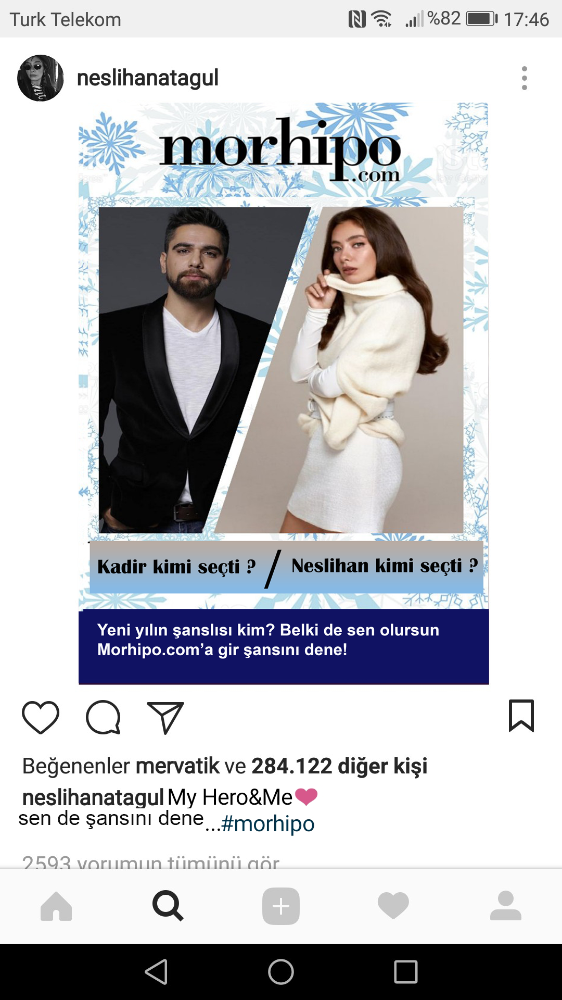 Turk Telekom %82 17:46
neslihanatagul
morhipo
.com
Kadir kimi seçti ? / Neslihan kimi seçti ?
Yeni yılın şanslısı kim? Belki de sen olursun
Morhipo.com’a gir şansını dene!
Beğenenler mervatik ve 284.122 diğer kişi
neslihanatagul My Hero&Me
sen de şansını dene...#morhipo
2593 yorumun tümünü gör